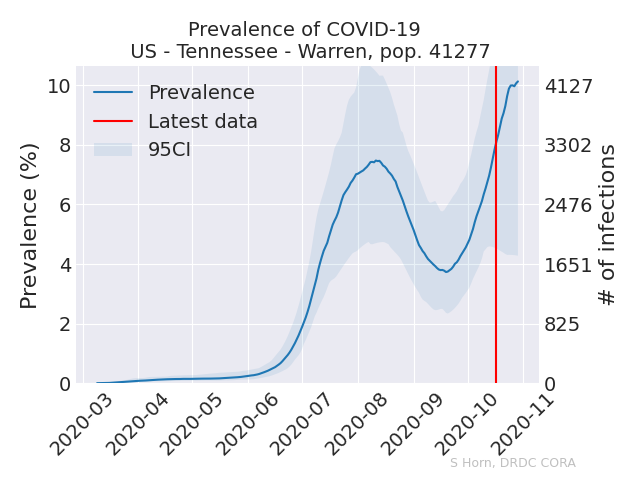 Prevalence of COVID-19
US - Tennessee - Warren, pop. 41277
Prevalence
Latest data
95CI
Prevalence (%)
10
8
6
4
2
0
4127
3302
2476
1651
825
0
# of infections
2020-03
2020-04
2020-05
2020-06
2020-07
2020-08
2020-09
2020-10
2020-11
S Horn, DRDC CORA